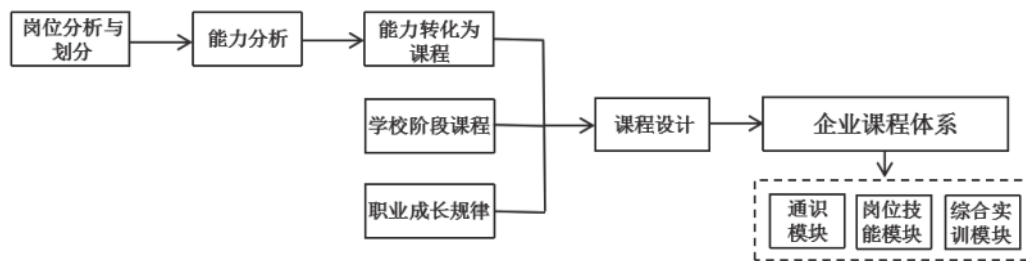 岗位分析与
划分
能力分析
能力转化为
课程
学校阶段课程
职业成长规律
课程设计
企业课程体系
通识
模块
岗位技
能模块
综合实
训模块